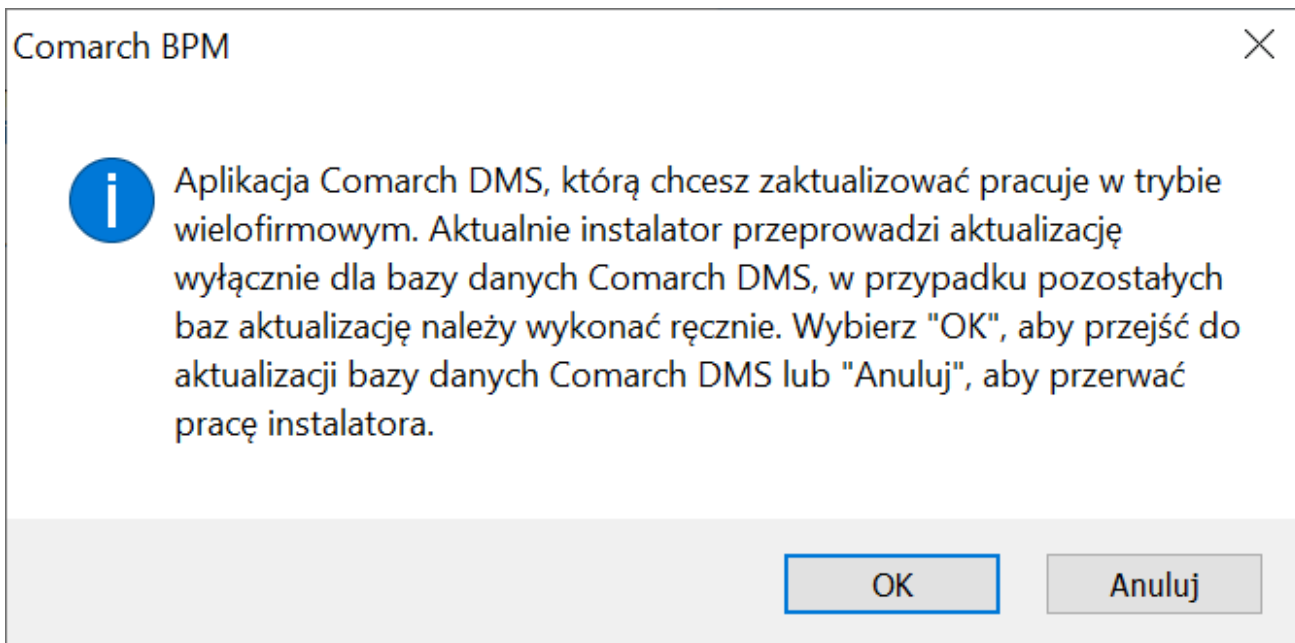 Comarch BPM
Aplikacja Comarch DMS, którą chcesz zaktualizować pracuje w trybie
wielofirmowym. Aktualnie instalator przeprowadzi aktualizację
wyłącznie dla bazy danych Comarch DMS, w przypadku pozostałych
baz aktualizację należy wykonać ręcznie. Wybierz "OK", aby przejść do
aktualizacji bazy danych Comarch DMS lub "Anuluj", aby przerwać
pracę instalatora.
OK
Anuluj